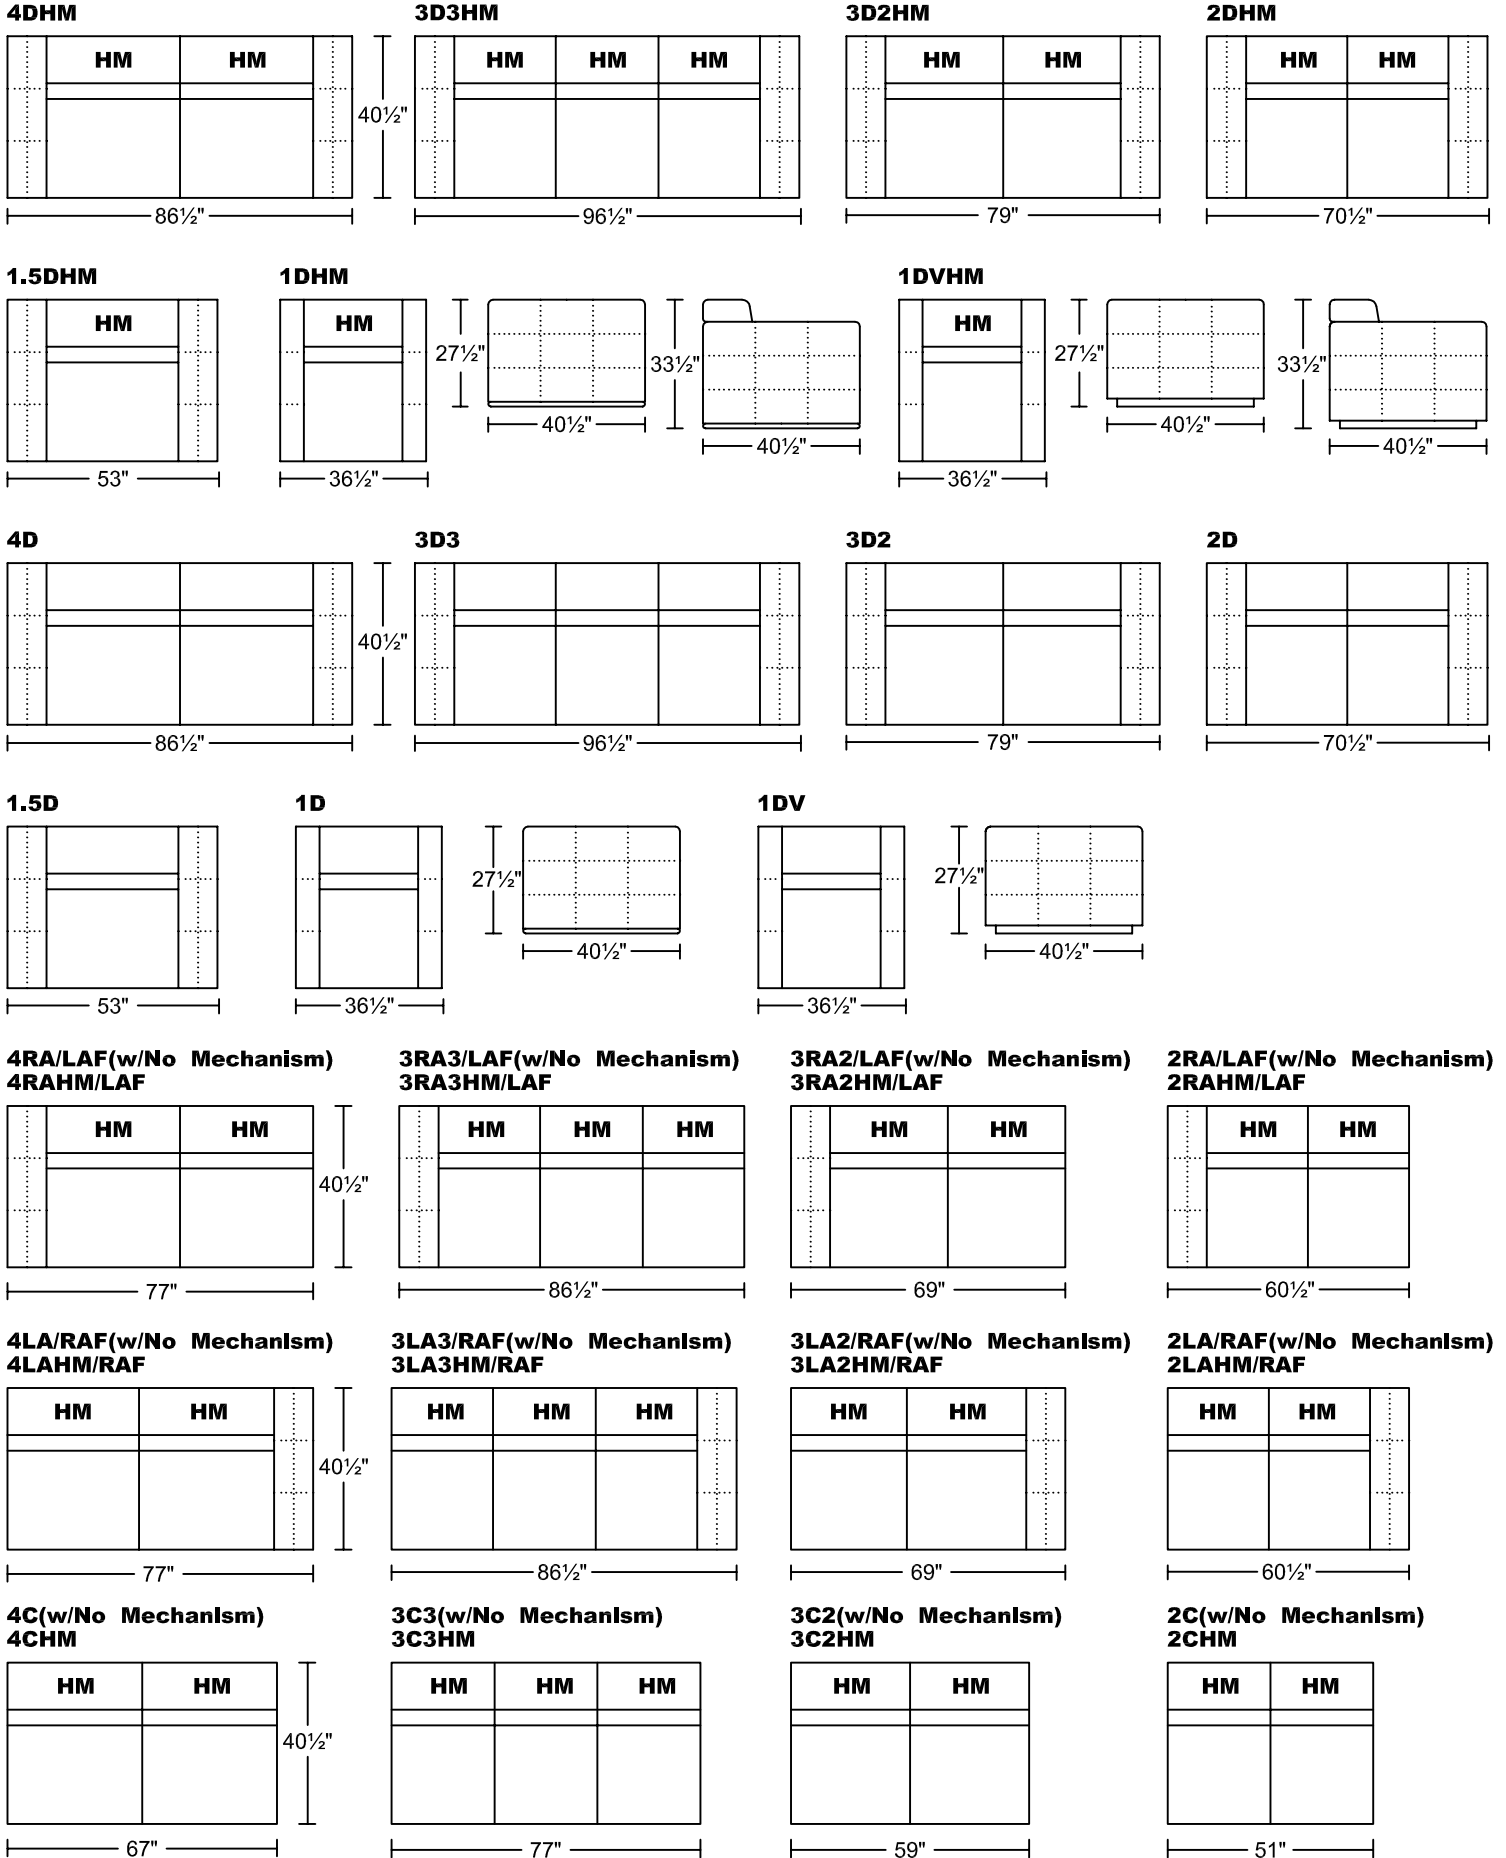 4DHM
3D3HM
3D2HM
2DHM
HM HM
HM HM HM
HM HM
HM HM
40½"
86½"
96½"
79"
70½"
1.5DHM
1DHM
1DVHM
HM
HM
HM
27½"
33½"
27½"
33½"
40½"
40½"
40½"
40½"
53"
36½"
36½"
4D
3D3
3D2
2D
40½"
86½"
96½"
79"
70½"
1.5D
1D
1DV
27½"
27½"
40½"
40½"
53"
36½"
36½"
4RA/LAF(w/No Mechanism)
4RAHM/LAF
3RA3/LAF(w/No Mechanism)
3RA3HM/LAF
3RA2/LAF(w/No Mechanism)
3RA2HM/LAF
2RA/LAF(w/No Mechanism)
2RAHM/LAF
HM HM
HM HM HM
HM HM
HM HM
40½"
77"
86½"
69"
60½"
4LA/RAF(w/No Mechanism)
4LAHM/RAF
3LA3/RAF(w/No Mechanism)
3LA3HM/RAF
3LA2/RAF(w/No Mechanism)
3LA2HM/RAF
2LA/RAF(w/No Mechanism)
2LAHM/RAF
HM HM
HM HM HM
HM HM
HM HM
40½"
77"
86½"
69"
60½"
4C(w/No Mechanism)
4CHM
3C3(w/No Mechanism)
3C3HM
3C2(w/No Mechanism)
3C2HM
2C(w/No Mechanism)
2CHM
HM HM
HM HM HM
HM HM
HM HM
40½"
67"
77"
59"
51"